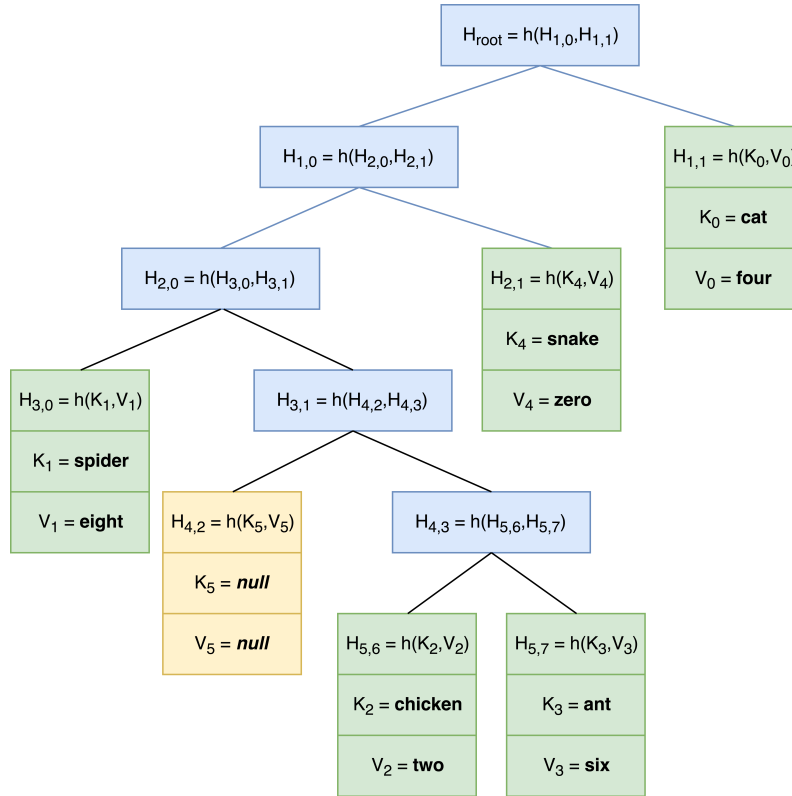 H_root = h(H_1,0,H_1,1)
H_1,0 = h(H_2,0,H_2,1)
H_1,1 = h(K_0,V_0)
K_0 = cat
V_0 = four
H_2,0 = h(H_3,0,H_3,1)
H_2,1 = h(K_4,V_4)
K_4 = snake
V_4 = zero
H_3,0 = h(K_1,V_1)
K_1 = spider
V_1 = eight
H_3,1 = h(H_4,2,H_4,3)
H_4,2 = h(K_5,V_5)
K_5 = null
V_5 = null
H_4,3 = h(H_5,6,H_5,7)
H_5,6 = h(K_2,V_2)
K_2 = chicken
V_2 = two
H_5,7 = h(K_3,V_3)
K_3 = ant
V_3 = six